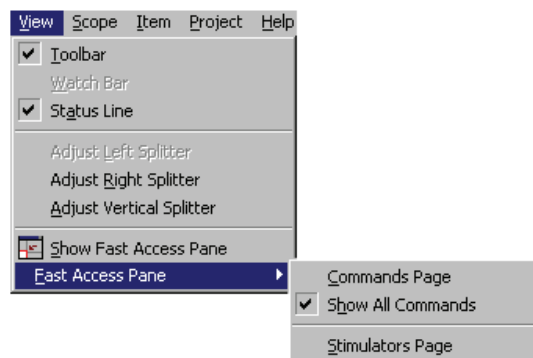 View Scope Item Project Help
Toolbar
Watch Bar
Status Line
Adjust Left Splitter
Adjust Right Splitter
Adjust Vertical Splitter
Show Fast Access Pane
Fast Access Pane
Commands Page
Show All Commands
Stimulators Page